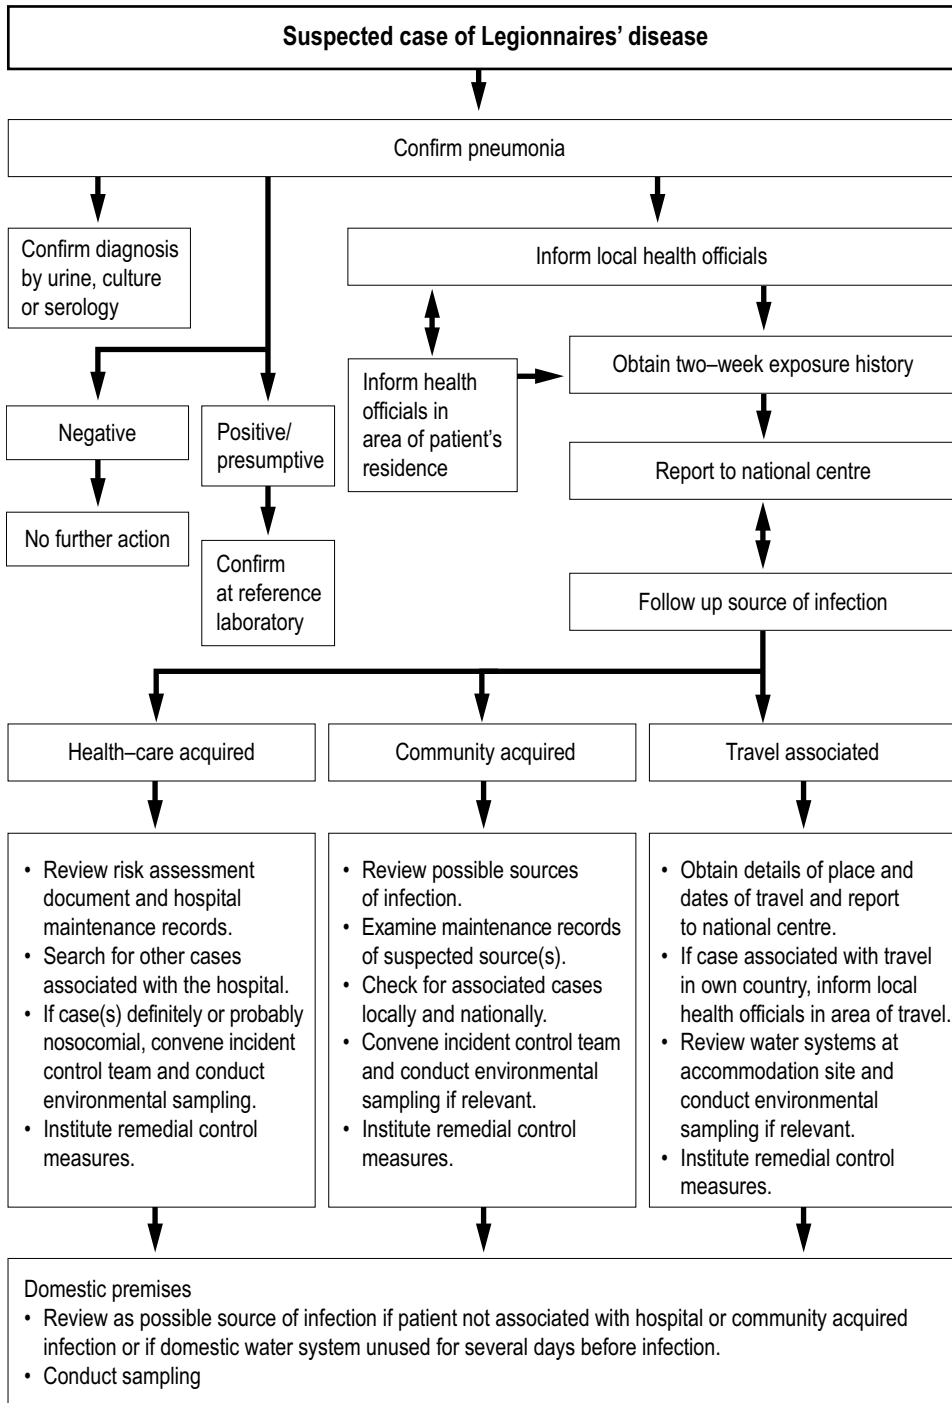 Suspected case of Legionnaires’ disease
Confirm pneumonia
Confirm diagnosis
by urine, culture
or serology
Inform local health officials
Inform health
officials in
area of patient’s
residence
Obtain two–week exposure history
Negative
Positive/
presumptive
Report to national centre
No further action
Confirm
at reference
laboratory
Follow up source of infection
Health–care acquired
Community acquired
Travel associated
• Review risk assessment
document and hospital
maintenance records.
• Search for other cases
associated with the hospital.
• If case(s) definitely or probably
nosocomial, convene incident
control team and conduct
environmental sampling.
• Institute remedial control
measures.
• Review possible sources
of infection.
• Examine maintenance records
of suspected source(s).
• Check for associated cases
locally and nationally.
• Convene incident control team
and conduct environmental
sampling if relevant.
• Institute remedial control
measures.
• Obtain details of place and
dates of travel and report
to national centre.
• If case associated with travel
in own country, inform local
health officials in area of travel.
• Review water systems at
accommodation site and
conduct environmental
sampling if relevant.
• Institute remedial control
measures.
Domestic premises
• Review as possible source of infection if patient not associated with hospital or community acquired
infection or if domestic water system unused for several days before infection.
• Conduct sampling